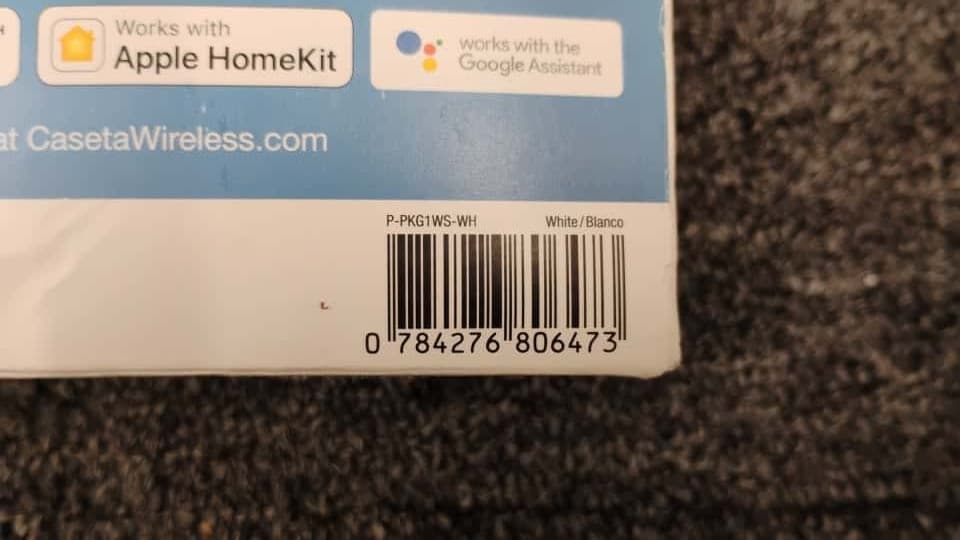 Works with
Apple HomeKit
works with the
Google Assistant
at CasetaWireless.com
P-PKG1WS-WH White/Blanco
0 784276 806473